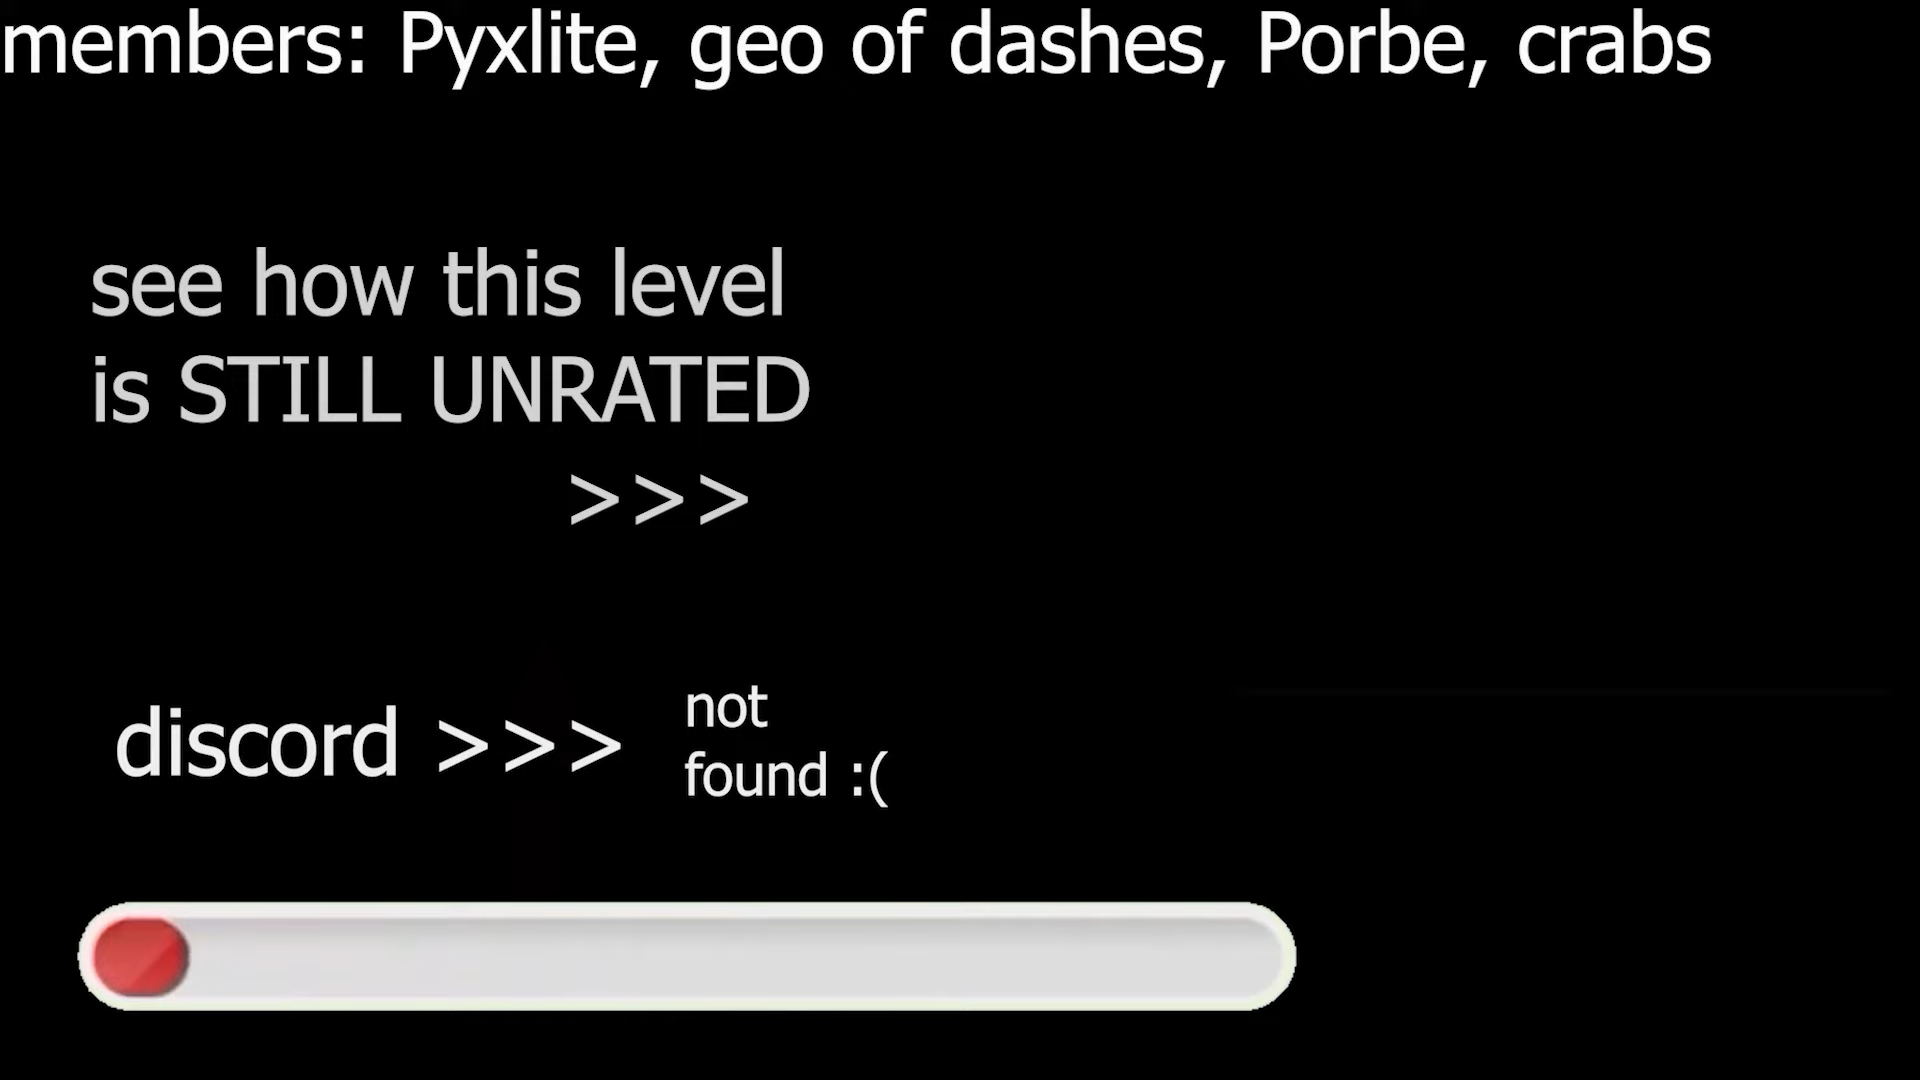 members: Pyxlite, geo of dashes, Porbe, crabs
see how this level
is STILL UNRATED
>>>
discord >>>
not
found :(